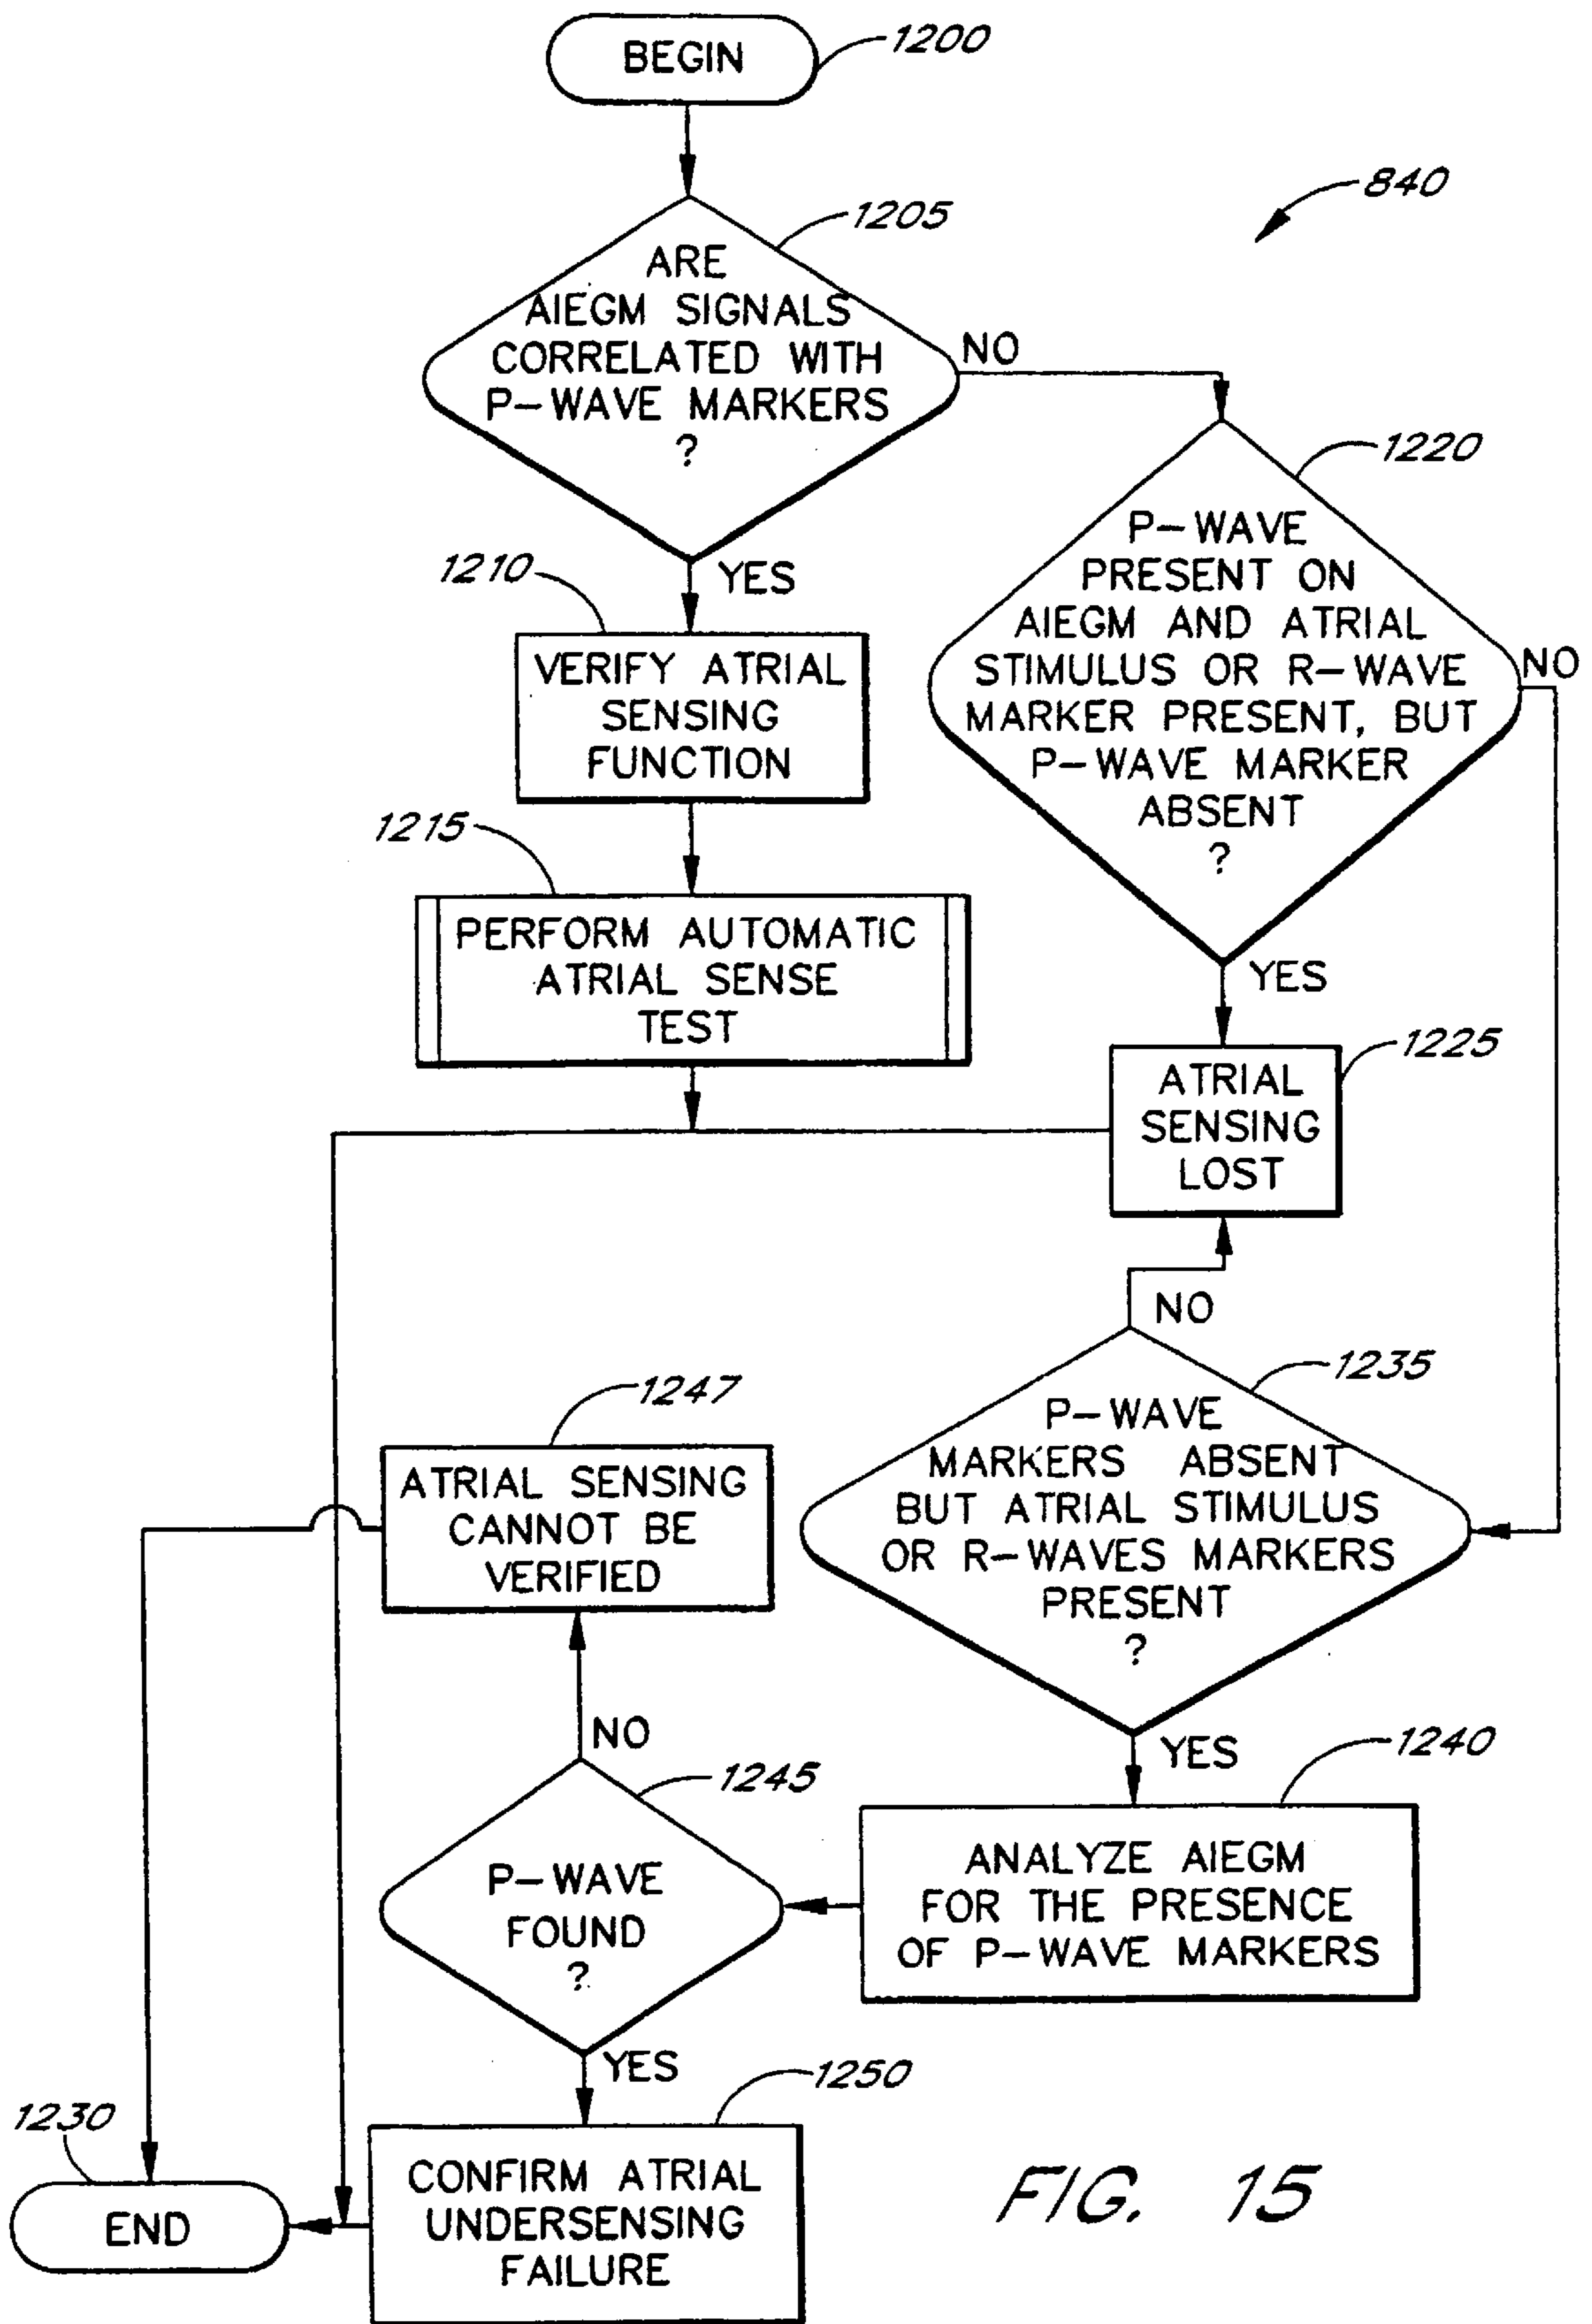 BEGIN
1200
840
1205
ARE
AIEGM SIGNALS
CORRELATED WITH
P-WAVE MARKERS
?
NO
YES
1210
VERIFY ATRIAL
SENSING
FUNCTION
1215
PERFORM AUTOMATIC
ATRIAL SENSE
TEST
1220
P-WAVE
PRESENT ON
AIEGM AND ATRIAL
STIMULUS OR R-WAVE
MARKER PRESENT, BUT
P-WAVE MARKER
ABSENT
?
NO
YES
1225
ATRIAL
SENSING
LOST
NO
1235
P-WAVE
MARKERS ABSENT
BUT ATRIAL STIMULUS
OR R-WAVES MARKERS
PRESENT
?
YES
1240
ANALYZE AIEGM
FOR THE PRESENCE
OF P-WAVE MARKERS
1247
ATRIAL SENSING
CANNOT BE
VERIFIED
NO
1245
P-WAVE
FOUND
?
YES
1250
CONFIRM ATRIAL
UNDERSENSING
FAILURE
1230
END
FIG. 15